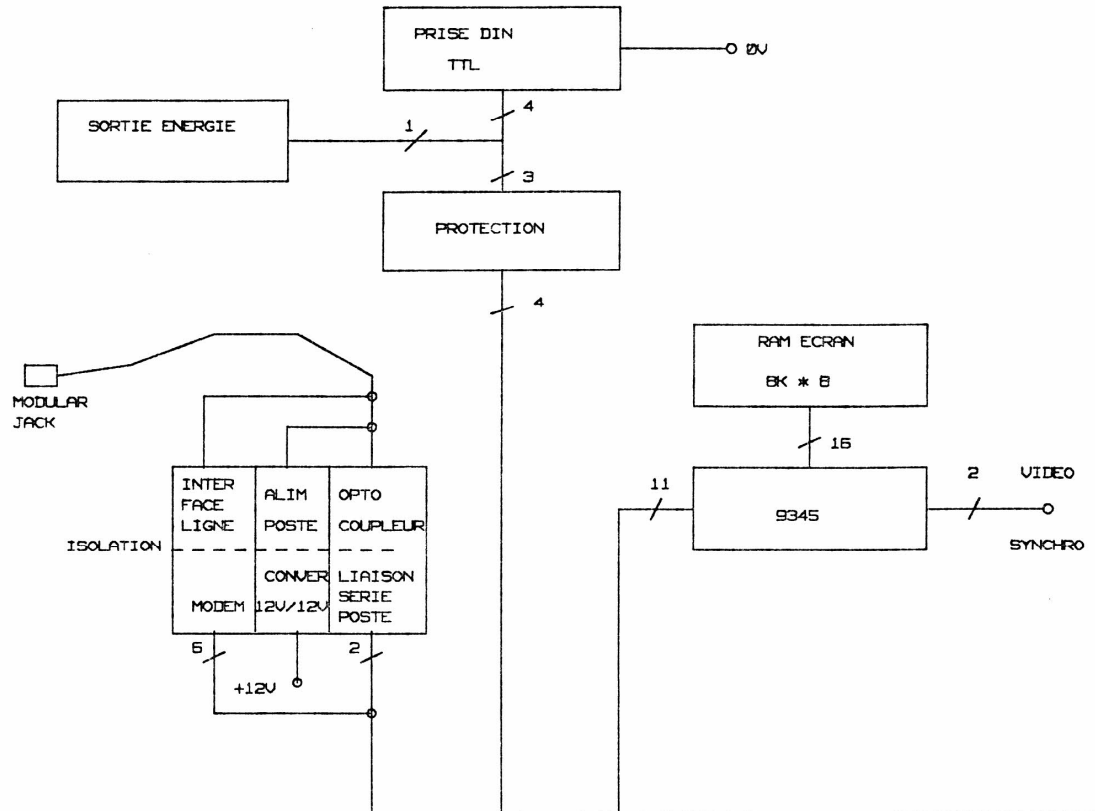 PRISE DIN
TTL
0V
4
SORTIE ENERGIE
1
3
PROTECTION
4
RAM ECRAN
8K * 8
MODULAR
JACK
16
INTER
FACE
LIGNE
ALIM
POSTE
OPTO
COUPLEUR
11
9345
2
VIDEO
SYNCHRO
ISOLATION
MODEM
CONVER
12V/12V
LIAISON
SERIE
POSTE
5
2
+12V